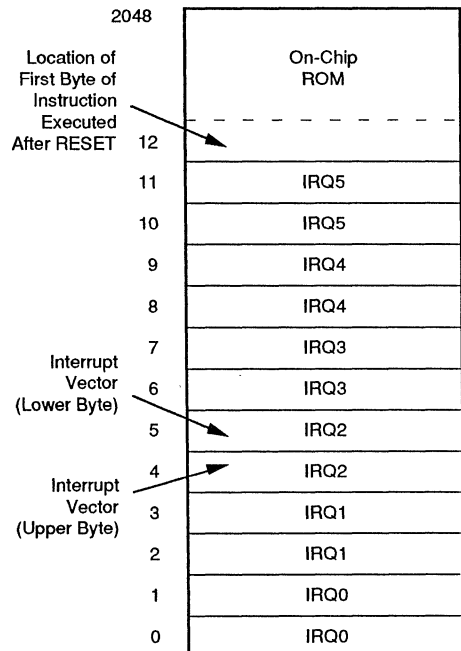 2048
Location of
First Byte of
Instruction
Executed
After RESET
On-Chip
ROM
12
11 IRQ5
10 IRQ5
9 IRQ4
8 IRQ4
7 IRQ3
Interrupt
Vector
(Lower Byte)
6 IRQ3
5 IRQ2
4 IRQ2
Interrupt
Vector
(Upper Byte)
3 IRQ1
2 IRQ1
1 IRQ0
0 IRQ0